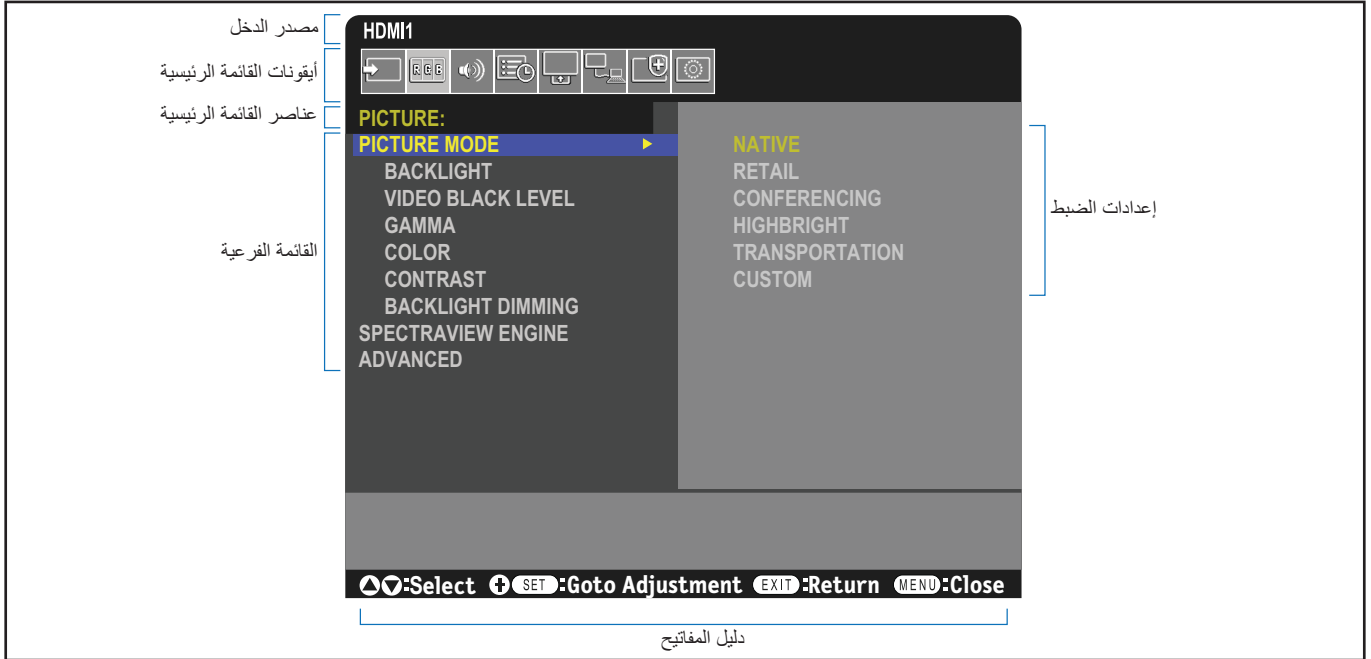 مصدر الدخل
HDMI1
أيقونات القائمة الرئيسية
RGB
عناصر القائمة الرئيسية
PICTURE:
القائمة الفرعية
PICTURE MODE
BACKLIGHT
VIDEO BLACK LEVEL
GAMMA
COLOR
CONTRAST
BACKLIGHT DIMMING
SPECTRAVIEW ENGINE
ADVANCED
NATIVE
RETAIL
CONFERENCING
HIGHBRIGHT
TRANSPORTATION
CUSTOM
إعدادات الضبط
:Select SET:Goto Adjustment EXIT:Return MENU:Close
دليل المفاتيح